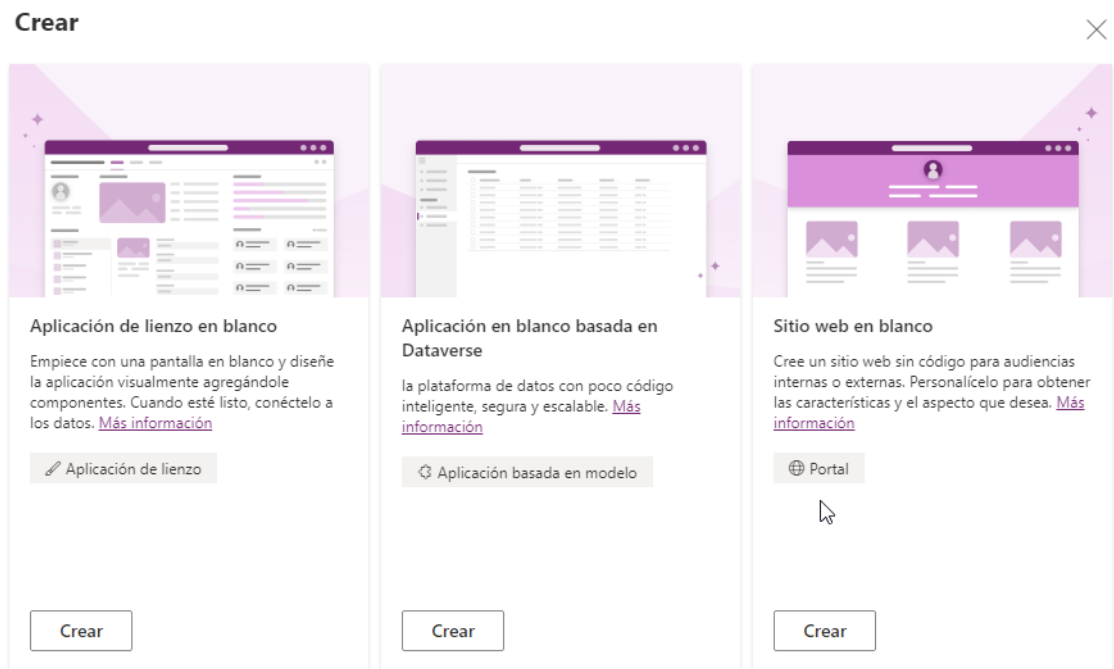 Crear
Aplicación de lienzo en blanco
Empiece con una pantalla en blanco y diseñe
la aplicación visualmente agregándole
componentes. Cuando esté listo, conéctelo a
los datos. Más información
Aplicación de lienzo
Crear
Aplicación en blanco basada en
Dataverse
la plataforma de datos con poco código
inteligente, segura y escalable. Más
información
Aplicación basada en modelo
Crear
Sitio web en blanco
Cree un sitio web sin código para audiencias
internas o externas. Personalícelo para obtener
las características y el aspecto que desea. Más
información
Portal
Crear